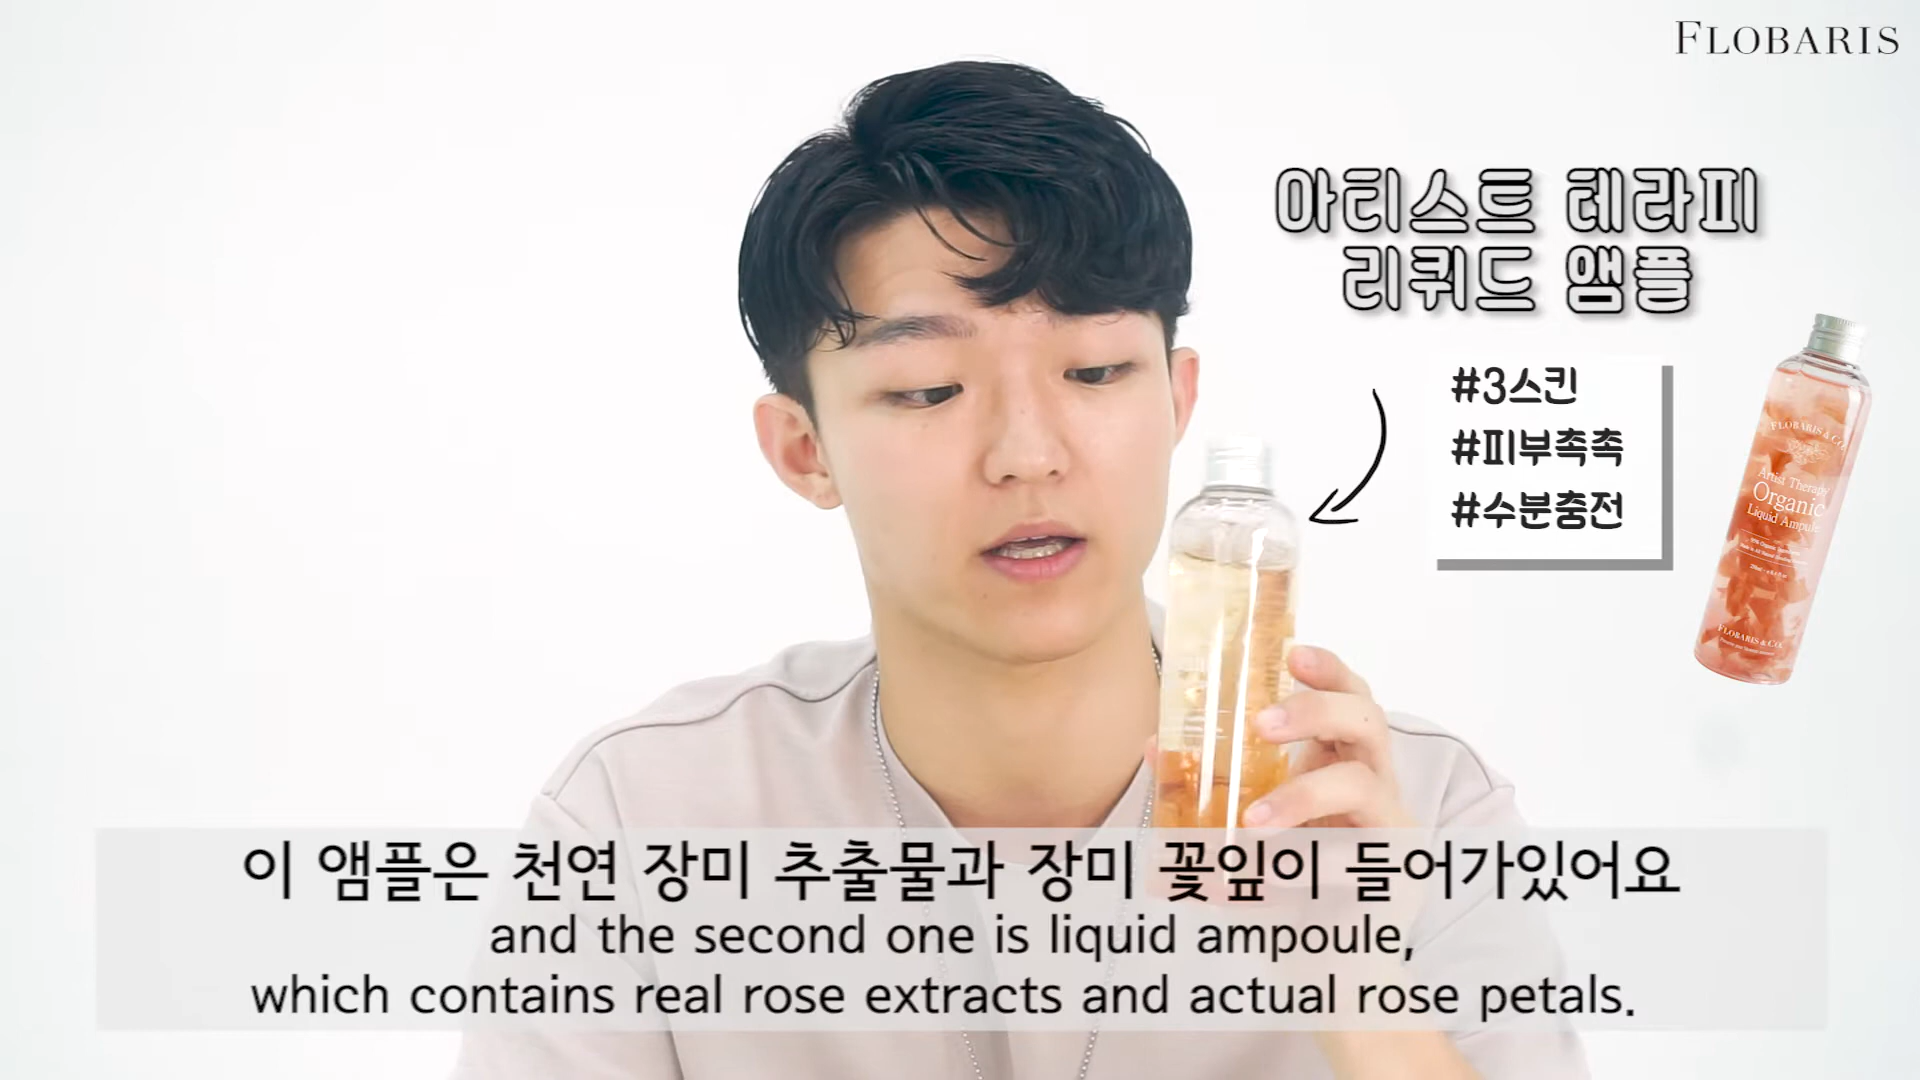 FLOBARIS
아티스트 테라피
리퀴드 앰플
#3스킨
#피부촉촉
#수분충전
FLOBARIS & CO.
Artist Therapy
Organic
Liquid Ampule
FLOBARIS & CO.
이 앰플은 천연 장미 추출물과 장미 꽃잎이 들어가있어요
and the second one is liquid ampoule,
which contains real rose extracts and actual rose petals.